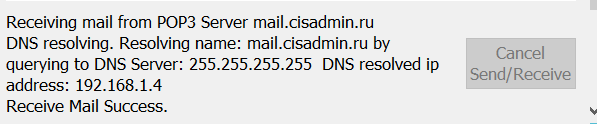 Receiving mail from POP3 Server mail.cisadmin.ru
DNS resolving. Resolving name: mail.cisadmin.ru by
querying to DNS Server: 255.255.255.255  DNS resolved ip
address: 192.168.1.4
Receive Mail Success.
Cancel
Send/Receive